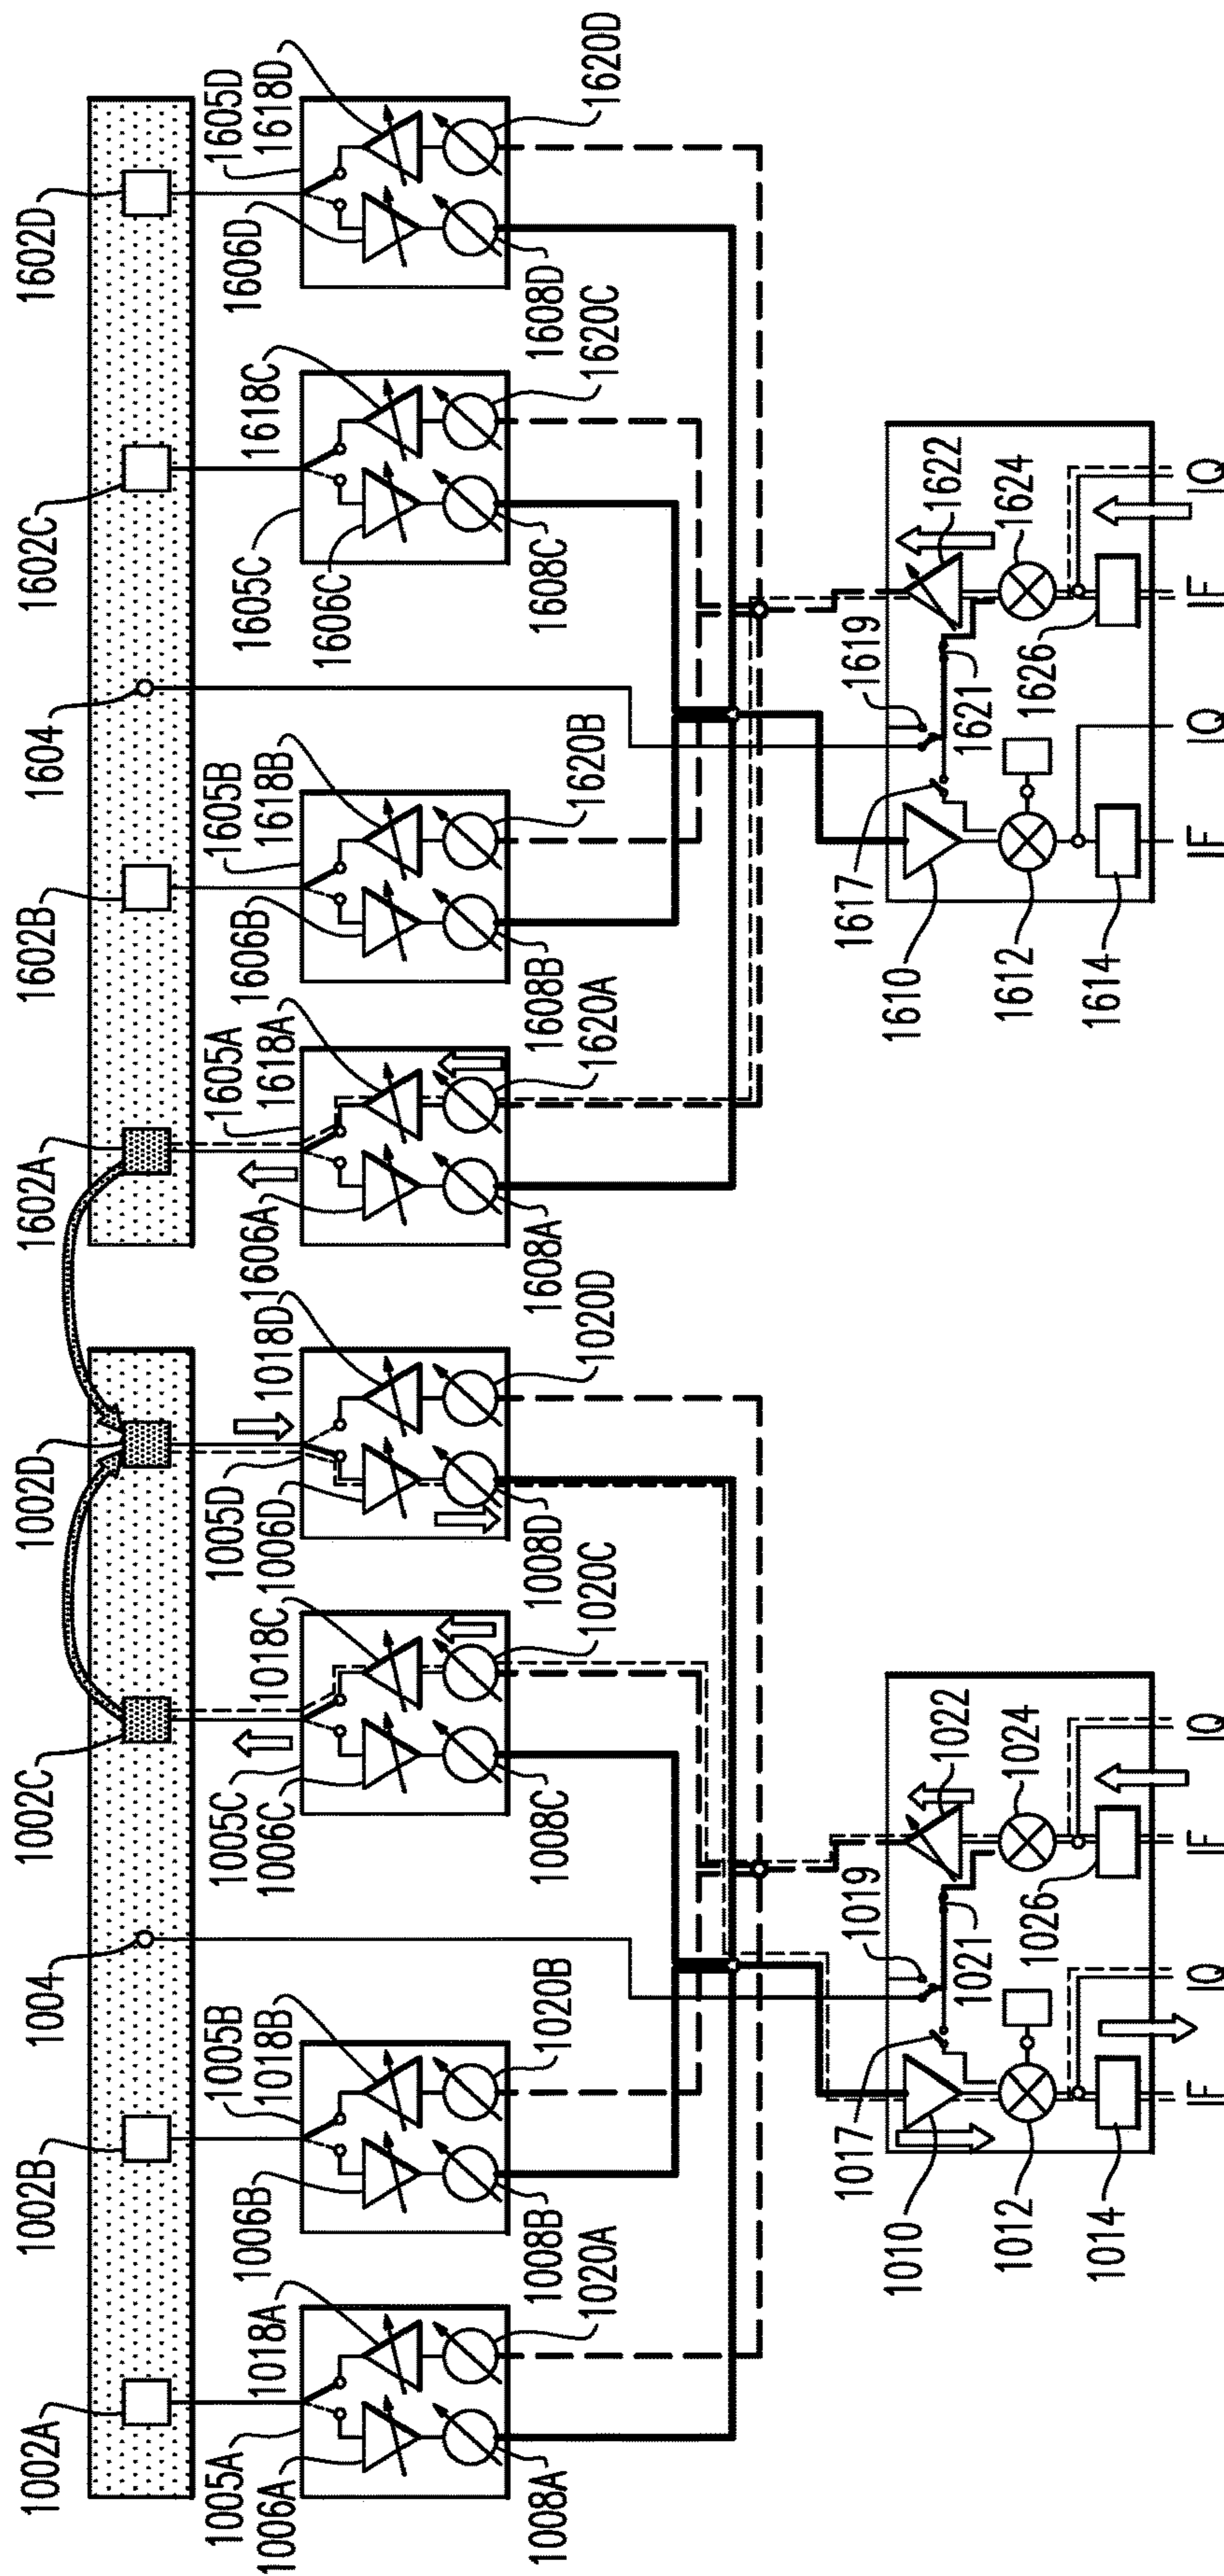 1002A
1002B
1004
1002C
1002D
1602A
1602B
1604
1602C
1602D
1005A
1006A
1018A
1005B
1018B
1006B
1005C
1006C
1018C
1005D
1006D
1018D
1605A
1618A
1606A
1605B
1618B
1606B
1605C
1606C
1618C
1605D
1618D
1606D
1008A
1008B
1020A
1020B
1008C
1008D
1020C
1020D
1608A
1608B
1620A
1620B
1608C
1608D
1620C
1620D
1017
1010
1012
1014
1019
1021
1026
1022
1024
IF
IQ
IF
IQ
1617
1610
1612
1614
1619
1621
1626
1622
1624
IF
IQ
IF
IQ